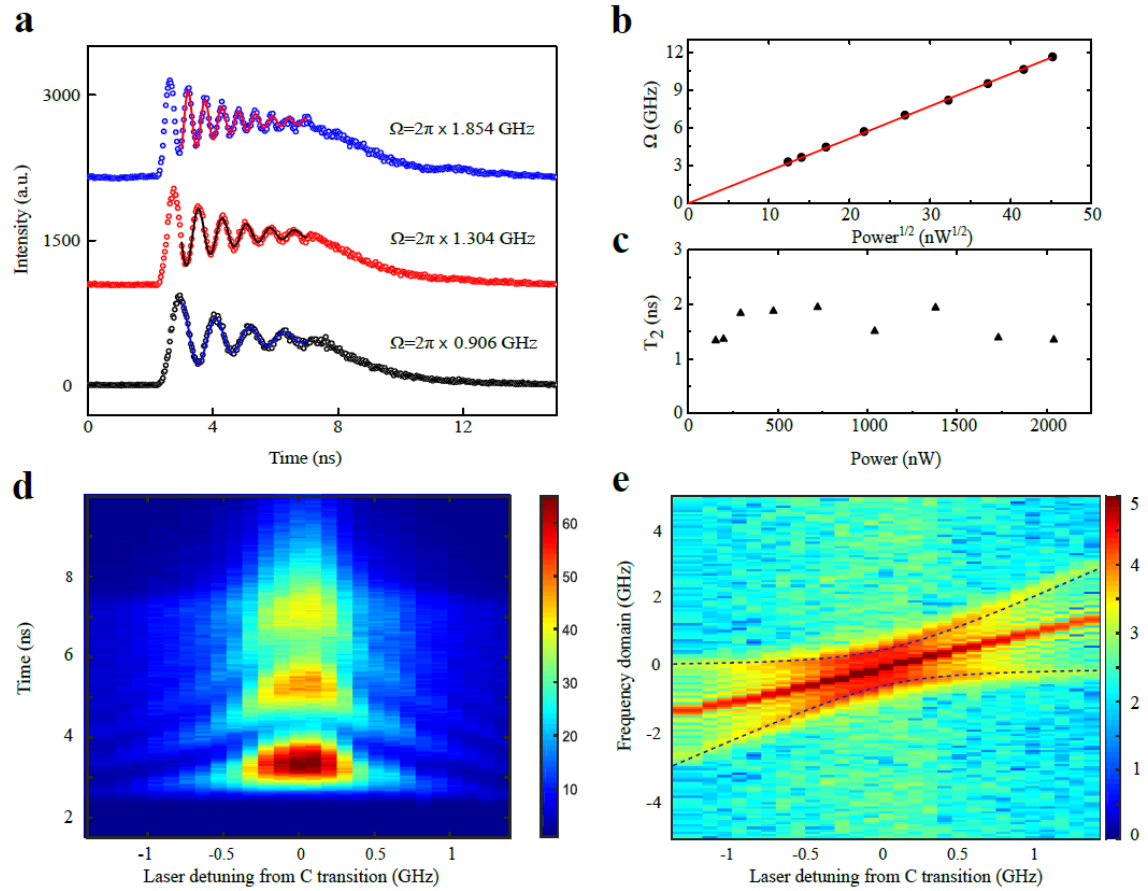 a
3000
1500
0
Intensity (a.u.)
Ω=2π x 1.854 GHz
Ω=2π x 1.304 GHz
Ω=2π x 0.906 GHz
0 4 8 12
Time (ns)
b
12
9
6
3
0
Ω (GHz)
0 10 20 30 40 50
Power1/2 (nW1/2)
c
3
2
1
0
T2 (ns)
0 500 1000 1500 2000
Power (nW)
d
8
6
4
2
Time (ns)
-1 -0.5 0 0.5 1
Laser detuning from C transition (GHz)
60
50
40
30
20
10
e
4
2
0
-2
-4
Frequency domain (GHz)
-1 -0.5 0 0.5 1
Laser detuning from C transition (GHz)
5
4
3
2
1
0